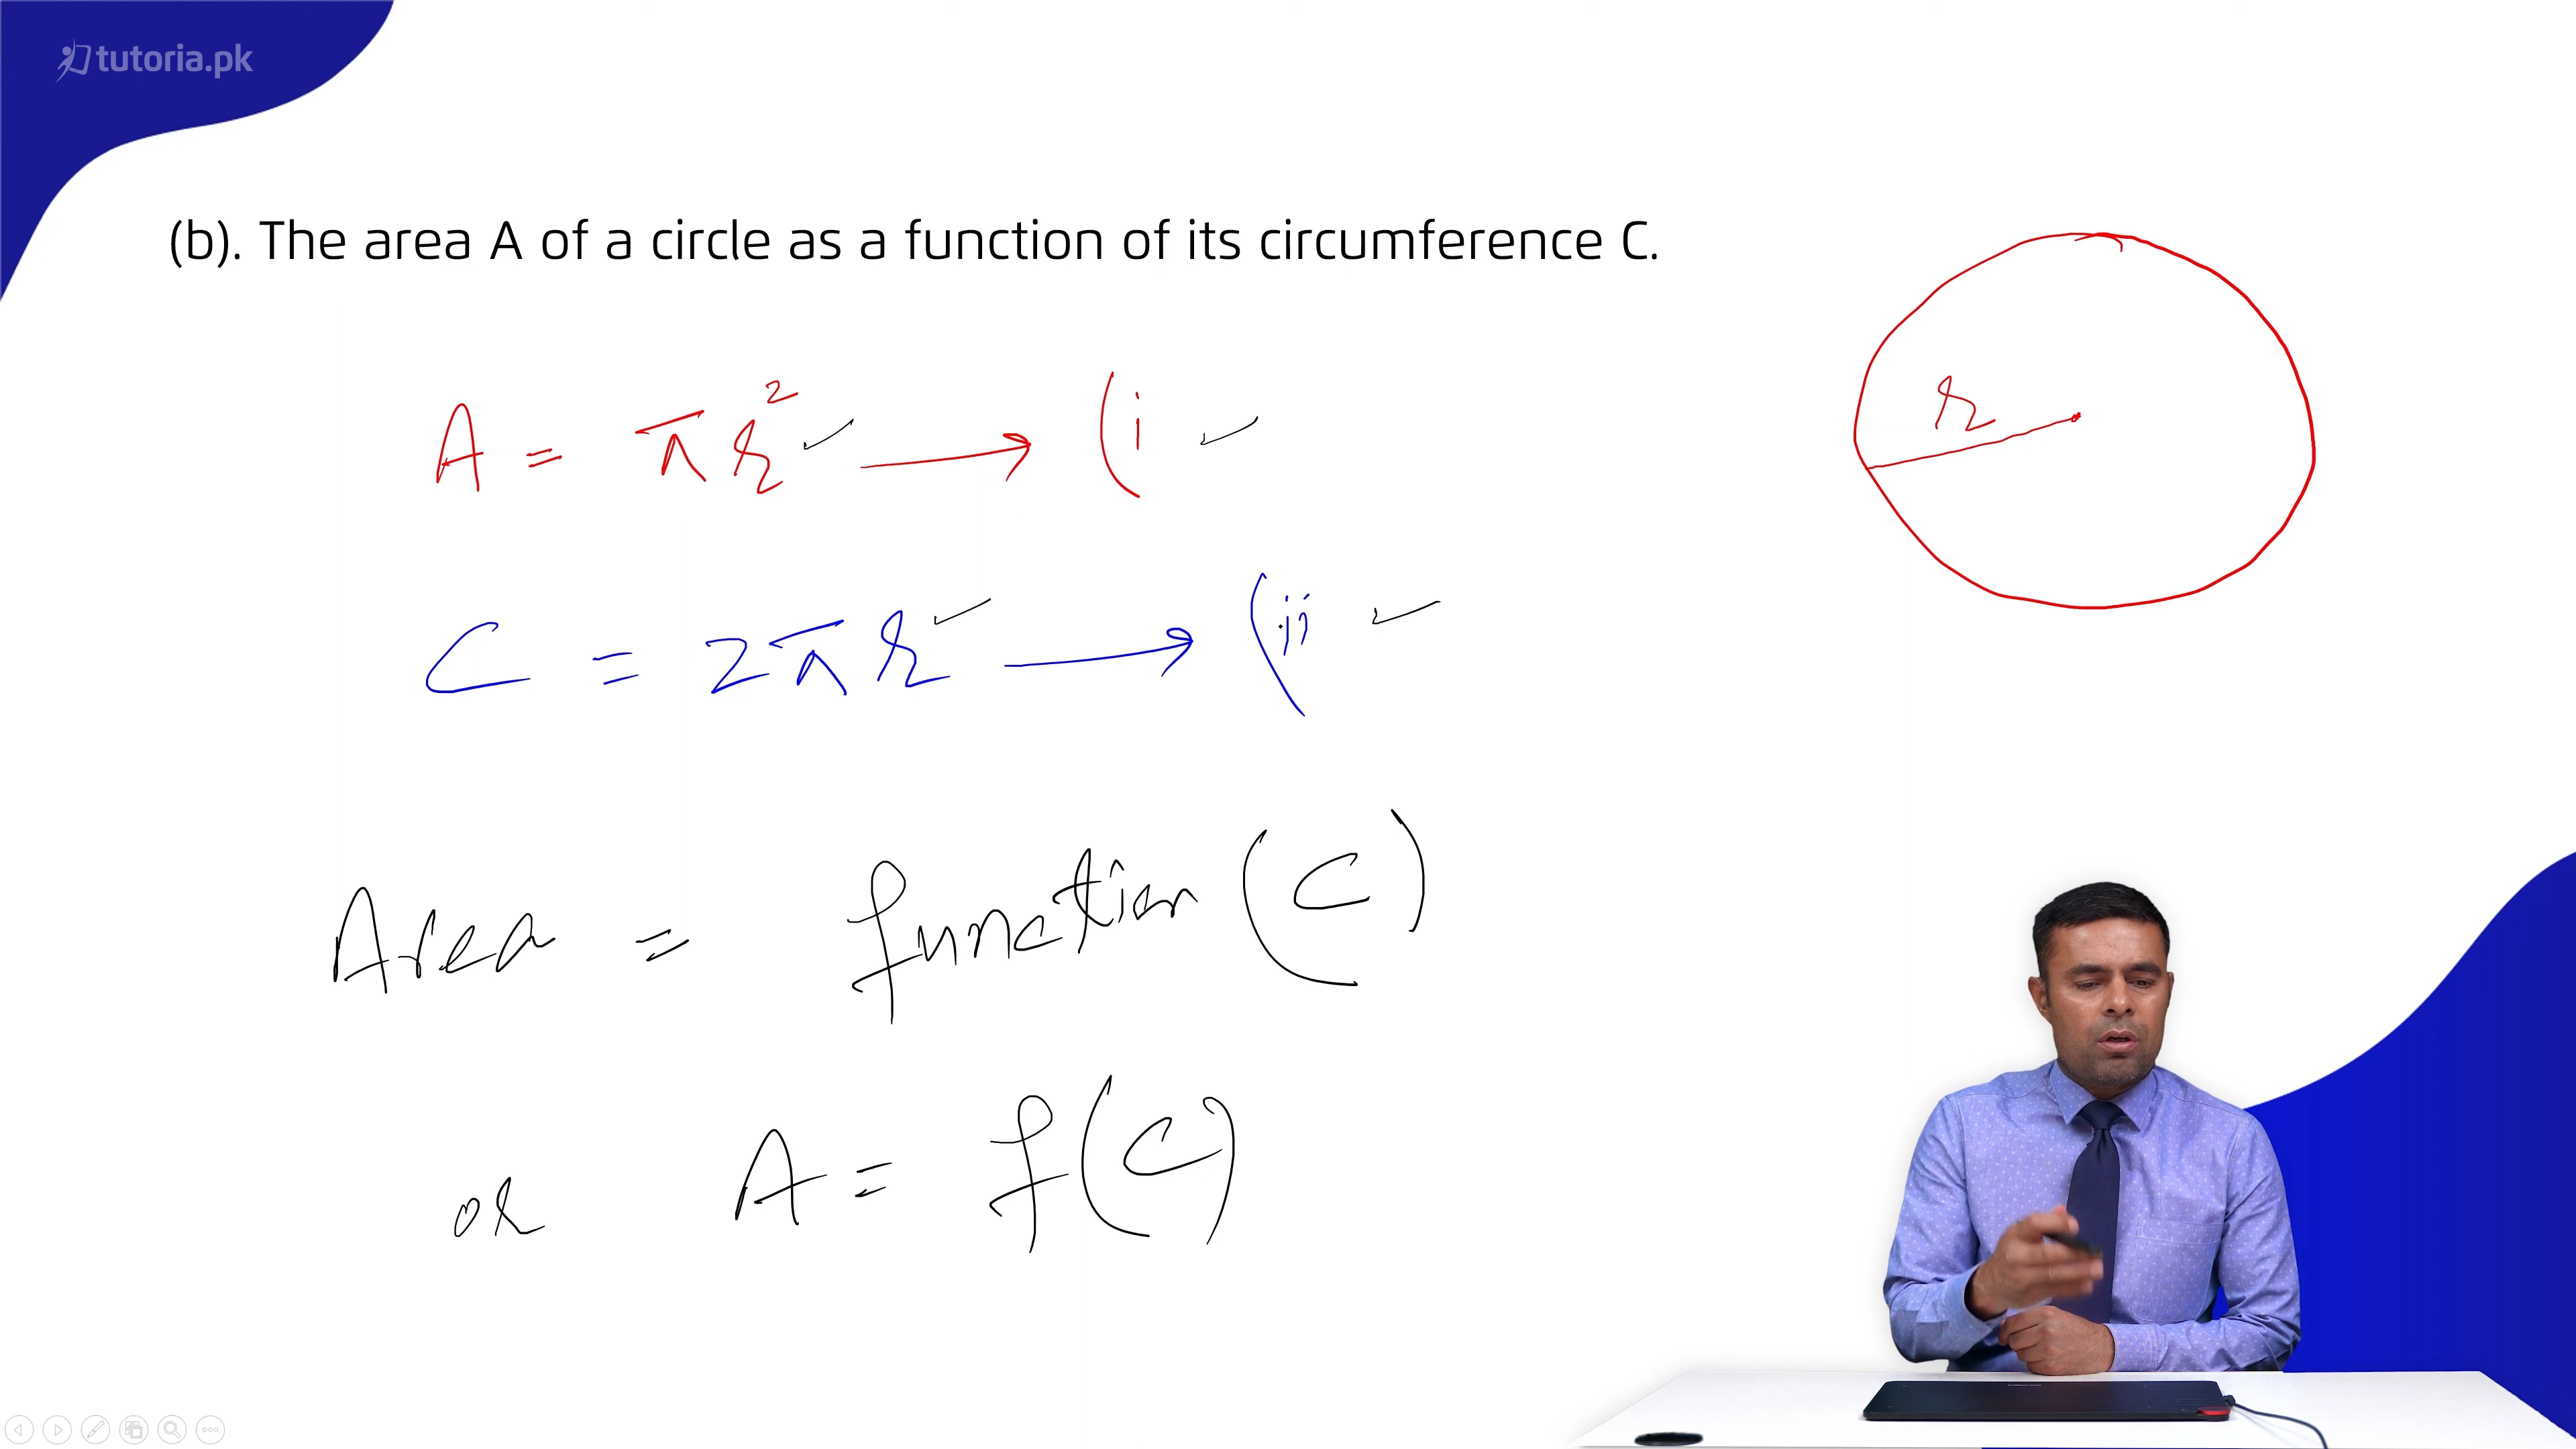 tutoria.pk
(b). The area A of a circle as a function of its circumference C.
A = πr² ✓ → (i ✓
r
C = 2πr ✓ → (ii ✓
Area = function (C)
or A = f(C)